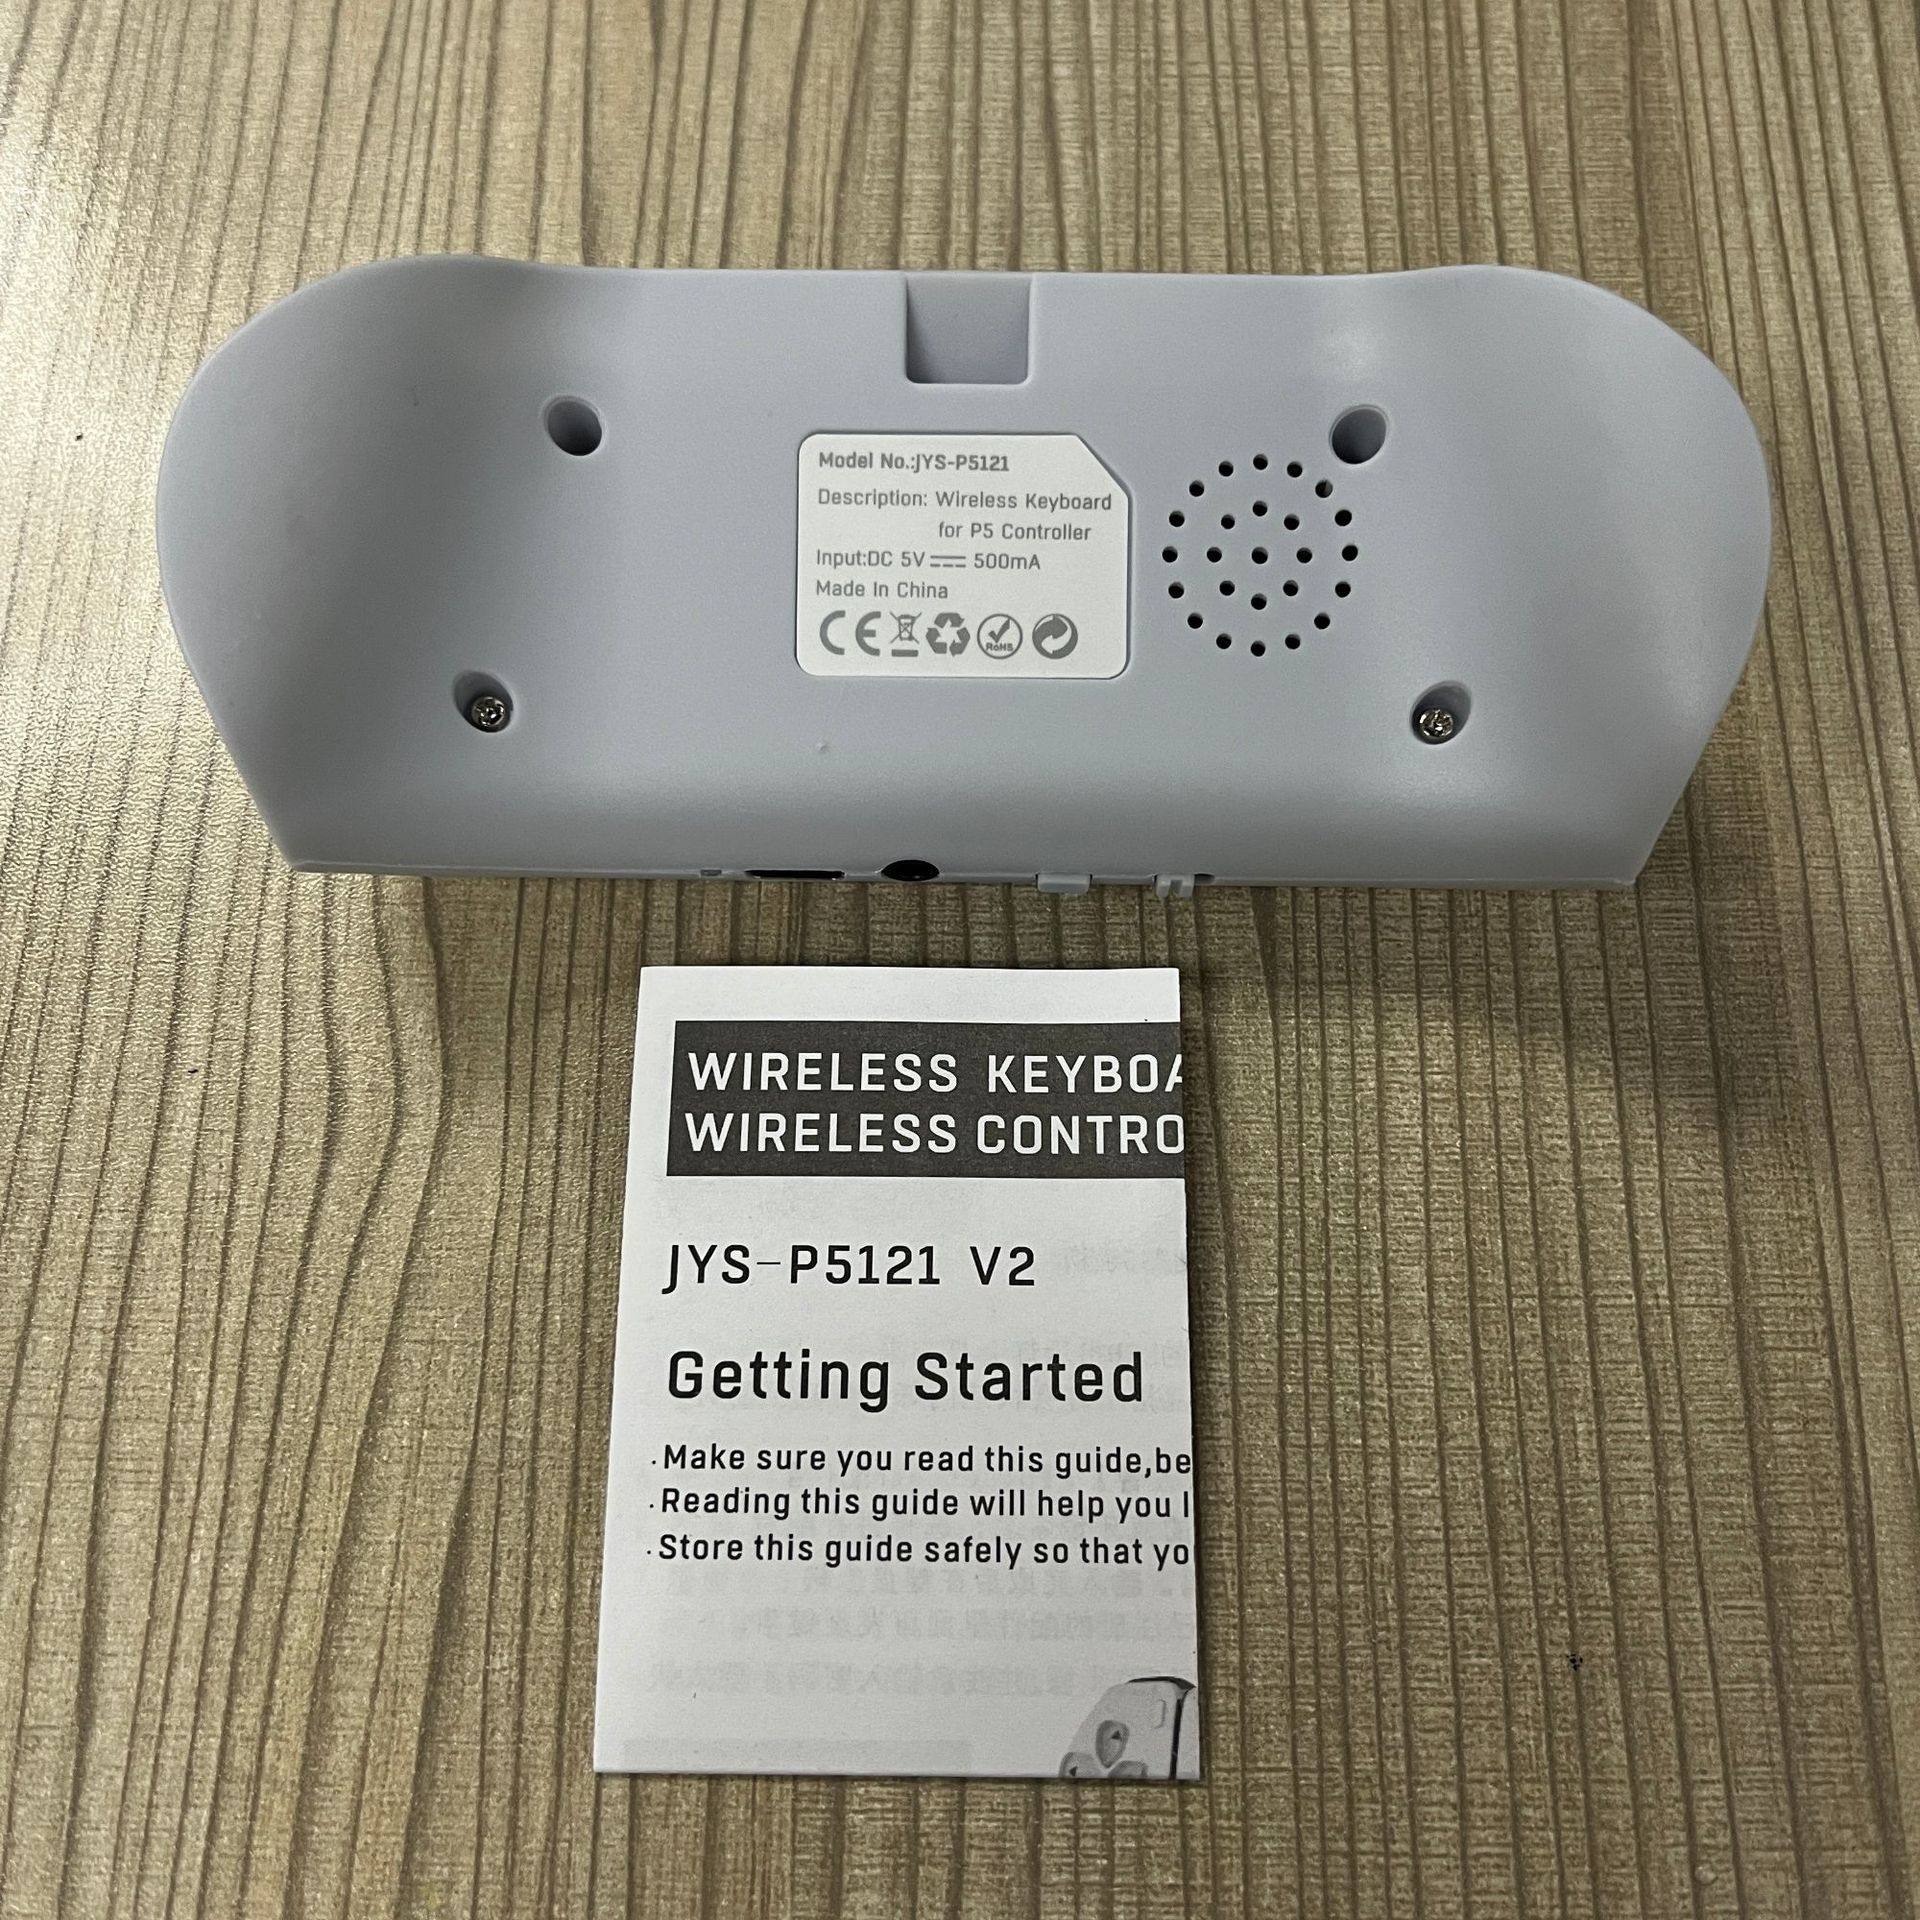 Model No.:JYS-P5121
Description: Wireless Keyboard
for P5 Controller
Input:DC 5V⎓500mA
Made In China
CE RoHS
WIRELESS KEYBOA
WIRELESS CONTRO
JYS-P5121 V2
Getting Started
·Make sure you read this guide,be
·Reading this guide will help you l
·Store this guide safely so that yo